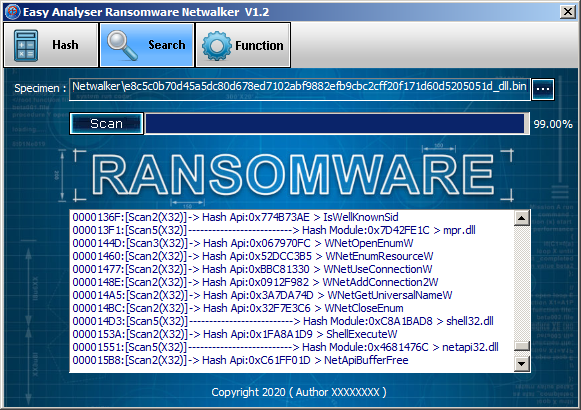 Easy Analyser Ransomware Netwalker V1.2
Hash Search Function
Specimen : Netwalker\e8c5c0b70d45a5dc80d678ed7102abf9882efb9cbc2cff20f171d60d5205051d_dll.bin ...
Scan 99.00%
RANSOMWARE
0000136F:[Scan2(X32)]-> Hash Api:0x774B73AE > IsWellKnownSid
000013F1:[Scan5(X32)]--------------------------> Hash Module:0x7D42FE1C > mpr.dll
0000144D:[Scan3(X32)]-> Hash Api:0x067970FC > WNetOpenEnumW
00001460:[Scan2(X32)]-> Hash Api:0x52DCC3B5 > WNetEnumResourceW
00001477:[Scan2(X32)]-> Hash Api:0xBBC81330 > WNetUseConnectionW
0000148E:[Scan2(X32)]-> Hash Api:0x0912F982 > WNetAddConnection2W
000014A5:[Scan2(X32)]-> Hash Api:0x3A7DA74D > WNetGetUniversalNameW
000014BC:[Scan2(X32)]-> Hash Api:0x32F7E3C6 > WNetCloseEnum
000014D3:[Scan5(X32)]--------------------------> Hash Module:0xC8A1BAD8 > shell32.dll
0000153A:[Scan2(X32)]-> Hash Api:0x1FA8A1D9 > ShellExecuteW
00001551:[Scan5(X32)]--------------------------> Hash Module:0x4681476C > netapi32.dll
000015B8:[Scan2(X32)]-> Hash Api:0xC61FF01D > NetApiBufferFree
Copyright 2020 ( Author XXXXXXXX )